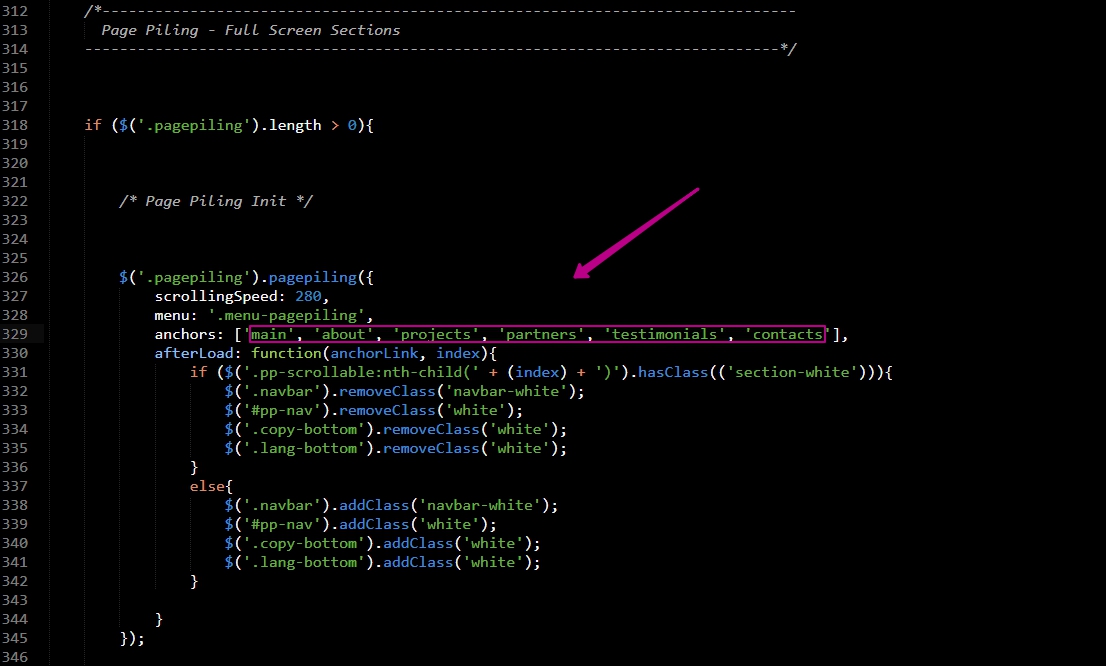 312 /*------------------------------------------------------------------------------
313 Page Piling - Full Screen Sections
314 -------------------------------------------------------------------------------*/
315
316
317
318 if ($('.pagepiling').length > 0){
319
320
321
322 /* Page Piling Init */
323
324
325
326 $('.pagepiling').pagepiling({
327 scrollingSpeed: 280,
328 menu: '.menu-pagepiling',
329 anchors: ['main', 'about', 'projects', 'partners', 'testimonials', 'contacts'],
330 afterLoad: function(anchorLink, index){
331 if ($('.pp-scrollable:nth-child(' + (index) + ')').hasClass(('section-white'))){
332 $('.navbar').removeClass('navbar-white');
333 $('#pp-nav').removeClass('white');
334 $('.copy-bottom').removeClass('white');
335 $('.lang-bottom').removeClass('white');
336 }
337 else{
338 $('.navbar').addClass('navbar-white');
339 $('#pp-nav').addClass('white');
340 $('.copy-bottom').addClass('white');
341 $('.lang-bottom').addClass('white');
342 }
343
344 }
345 });
346